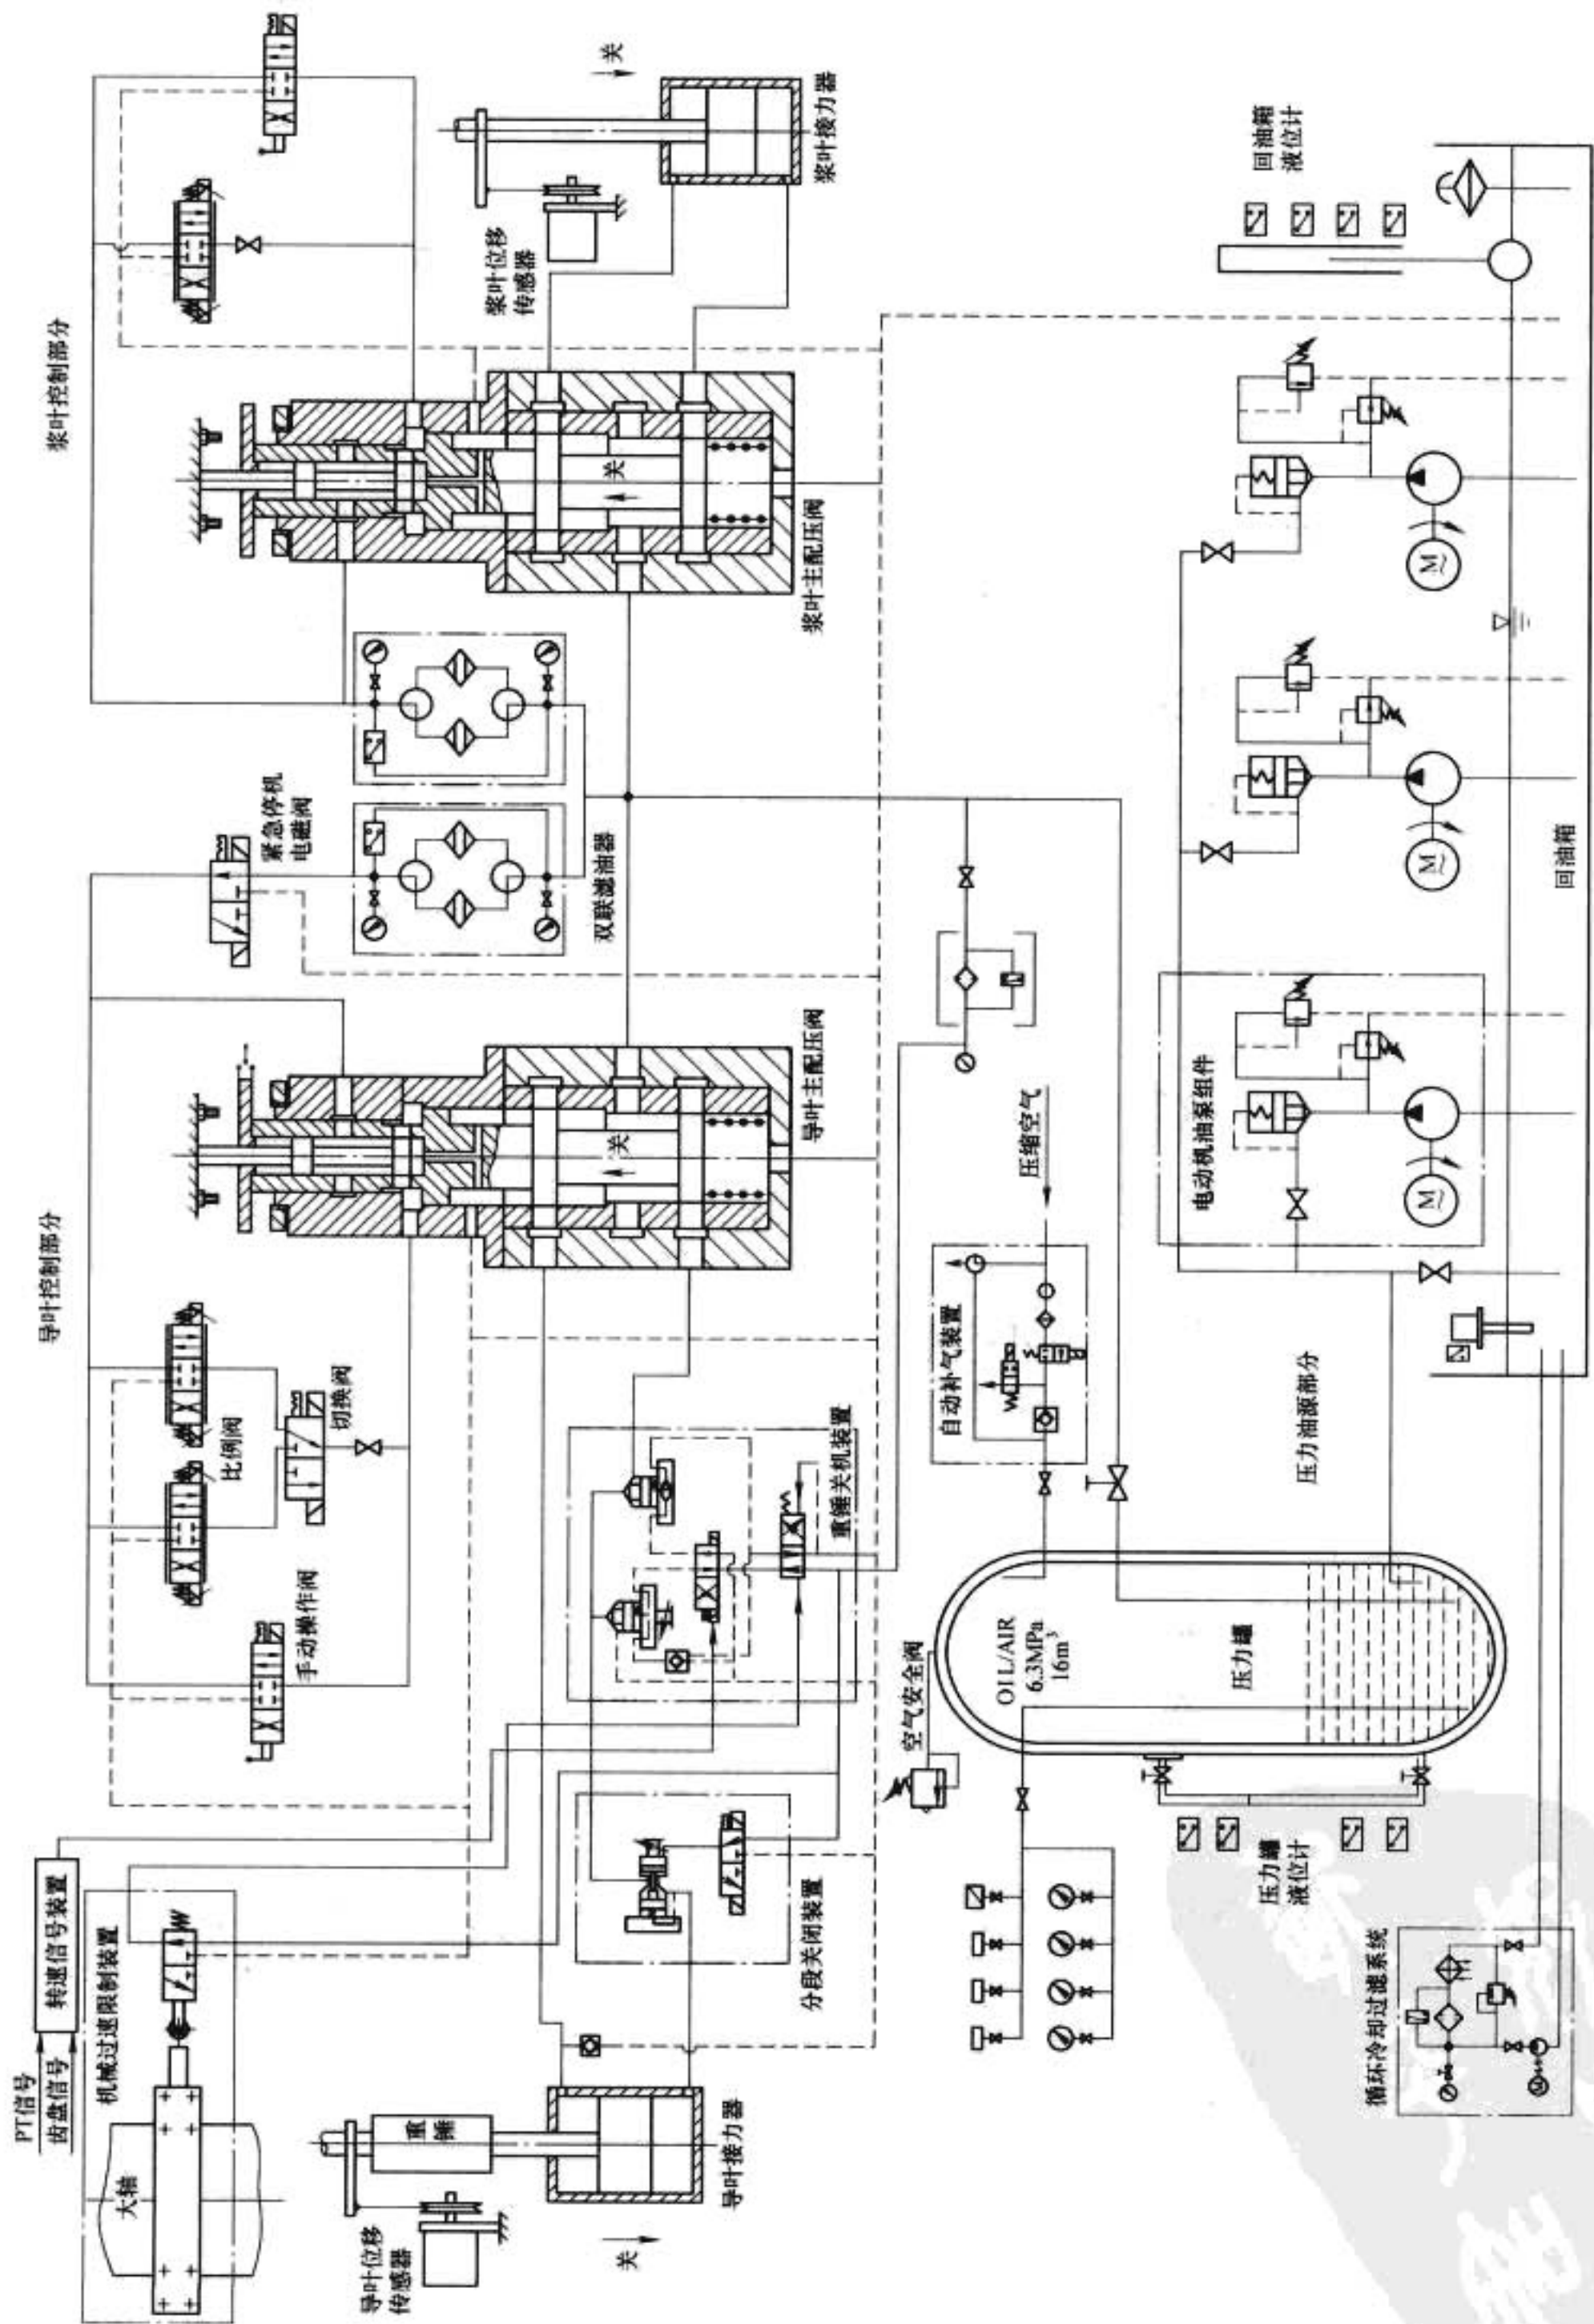 PT信号
齿盘信号
转速信号装置
机械过速限制装置
大轴
导叶位移
传感器
重锤
关
导叶接力器
导叶控制部分
手动操作阀
比例阀
切换阀
分段关闭装置
重锤关机装置
关
导叶主配压阀
紧急停机
电磁阀
双联滤油器
浆叶控制部分
关
浆叶主配压阀
浆叶位移
传感器
关
浆叶接力器
空气安全阀
OIL/AIR
6.3MPa
16m³
压力罐
压力罐
液位计
循环冷却过滤系统
M
自动补气装置
压缩空气
压力油源部分
电动机油泵组件
M
~
M
~
M
~
回油箱
回油箱
液位计